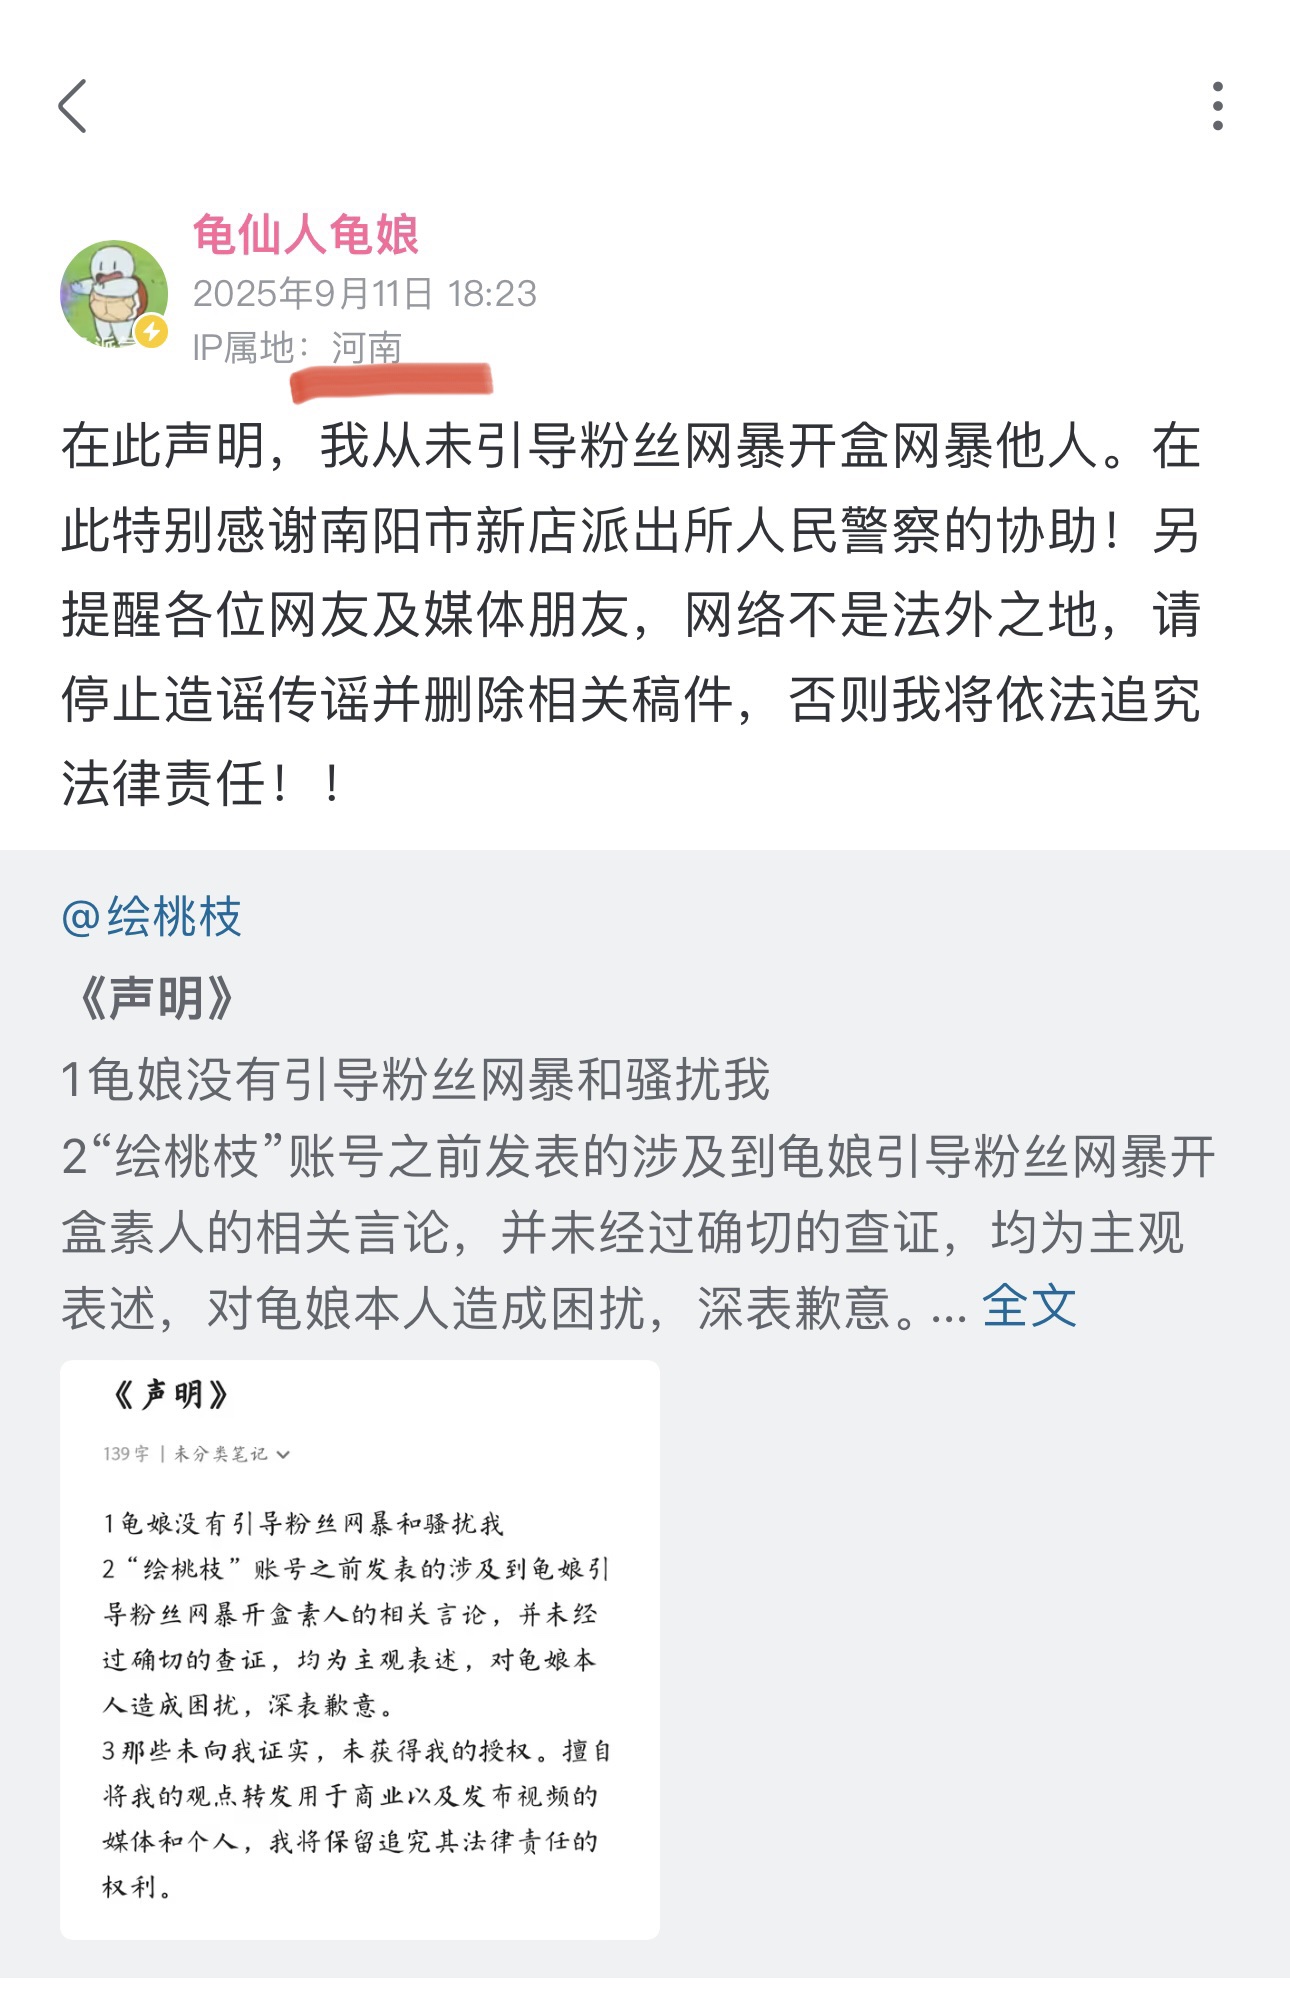 龟仙人龟娘
2025年9月11日 18:23
IP属地：河南
在此声明，我从未引导粉丝网暴开盒网暴他人。在
此特别感谢南阳市新店派出所人民警察的协助！另
提醒各位网友及媒体朋友，网络不是法外之地，请
停止造谣传谣并删除相关稿件，否则我将依法追究
法律责任！！
@绘桃枝
《声明》
1龟娘没有引导粉丝网暴和骚扰我
2“绘桃枝”账号之前发表的涉及到龟娘引导粉丝网暴开
盒素人的相关言论，并未经过确切的查证，均为主观
表述，对龟娘本人造成困扰，深表歉意。... 全文
《声明》
139字 | 未分类笔记
1龟娘没有引导粉丝网暴和骚扰我
2“绘桃枝”账号之前发表的涉及到龟娘引
导粉丝网暴开盒素人的相关言论，并未经
过确切的查证，均为主观表述，对龟娘本
人造成困扰，深表歉意。
3那些未向我证实，未获得我的授权。擅自
将我的观点转发用于商业以及发布视频的
媒体和个人，我将保留追究其法律责任的
权利。